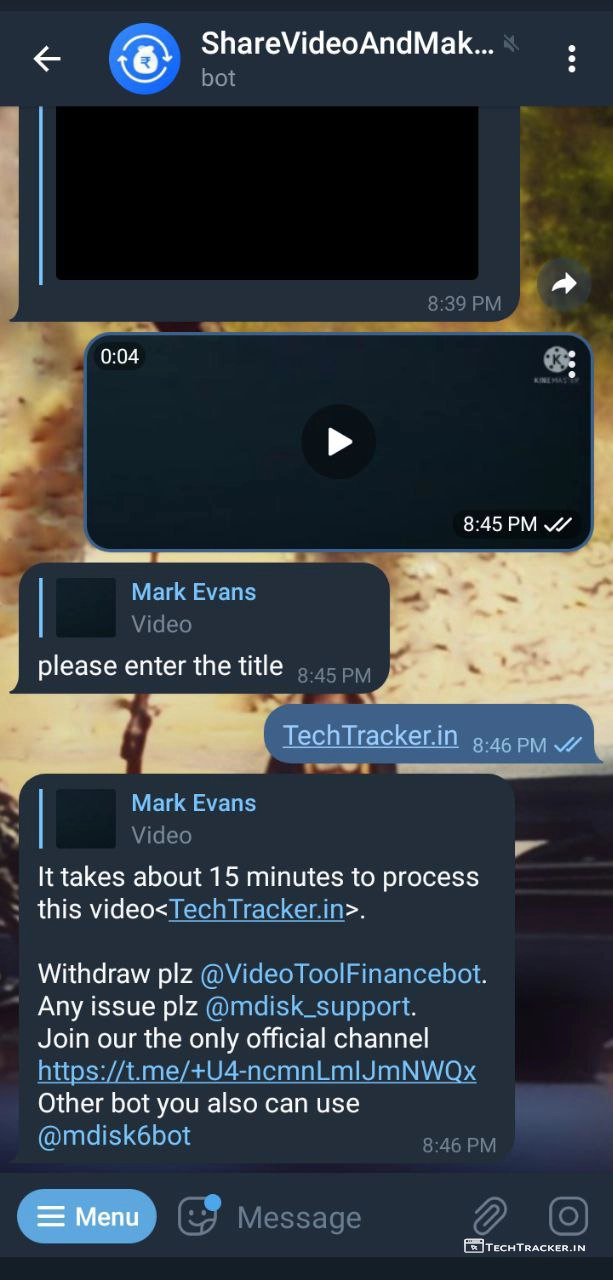 ShareVideoAndMak...
bot
8:39 PM
0:04
KINEMASTER
8:45 PM
Mark Evans
Video
please enter the title
8:45 PM
TechTracker.in
8:46 PM
Mark Evans
Video
It takes about 15 minutes to process
this video<TechTracker.in>.
Withdraw plz @VideoToolFinancebot.
Any issue plz @mdisk_support.
Join our the only official channel
https://t.me/+U4-ncmnLmlJmNWQx
Other bot you also can use
@mdisk6bot
8:46 PM
Menu
Message
TECHTRACKER.IN